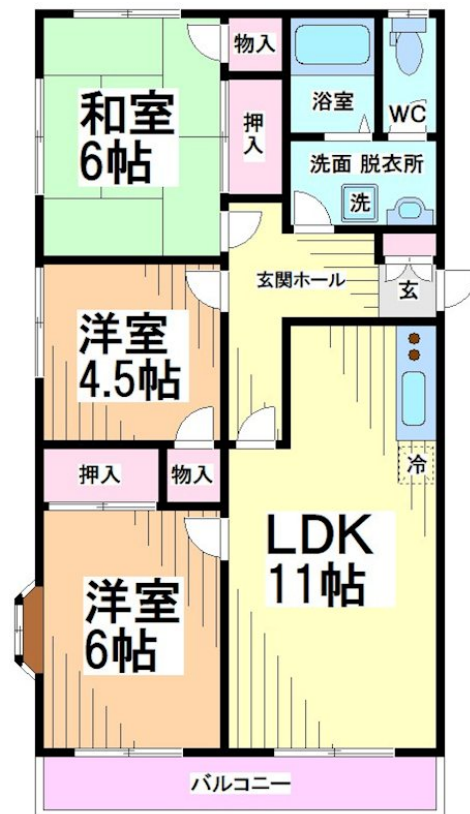 物入
和室
6帖
押入
浴室
WC
洗面 脱衣所
洗
玄関ホール
玄
洋室
4.5帖
押入
物入
冷
LDK
11帖
洋室
6帖
バルコニー